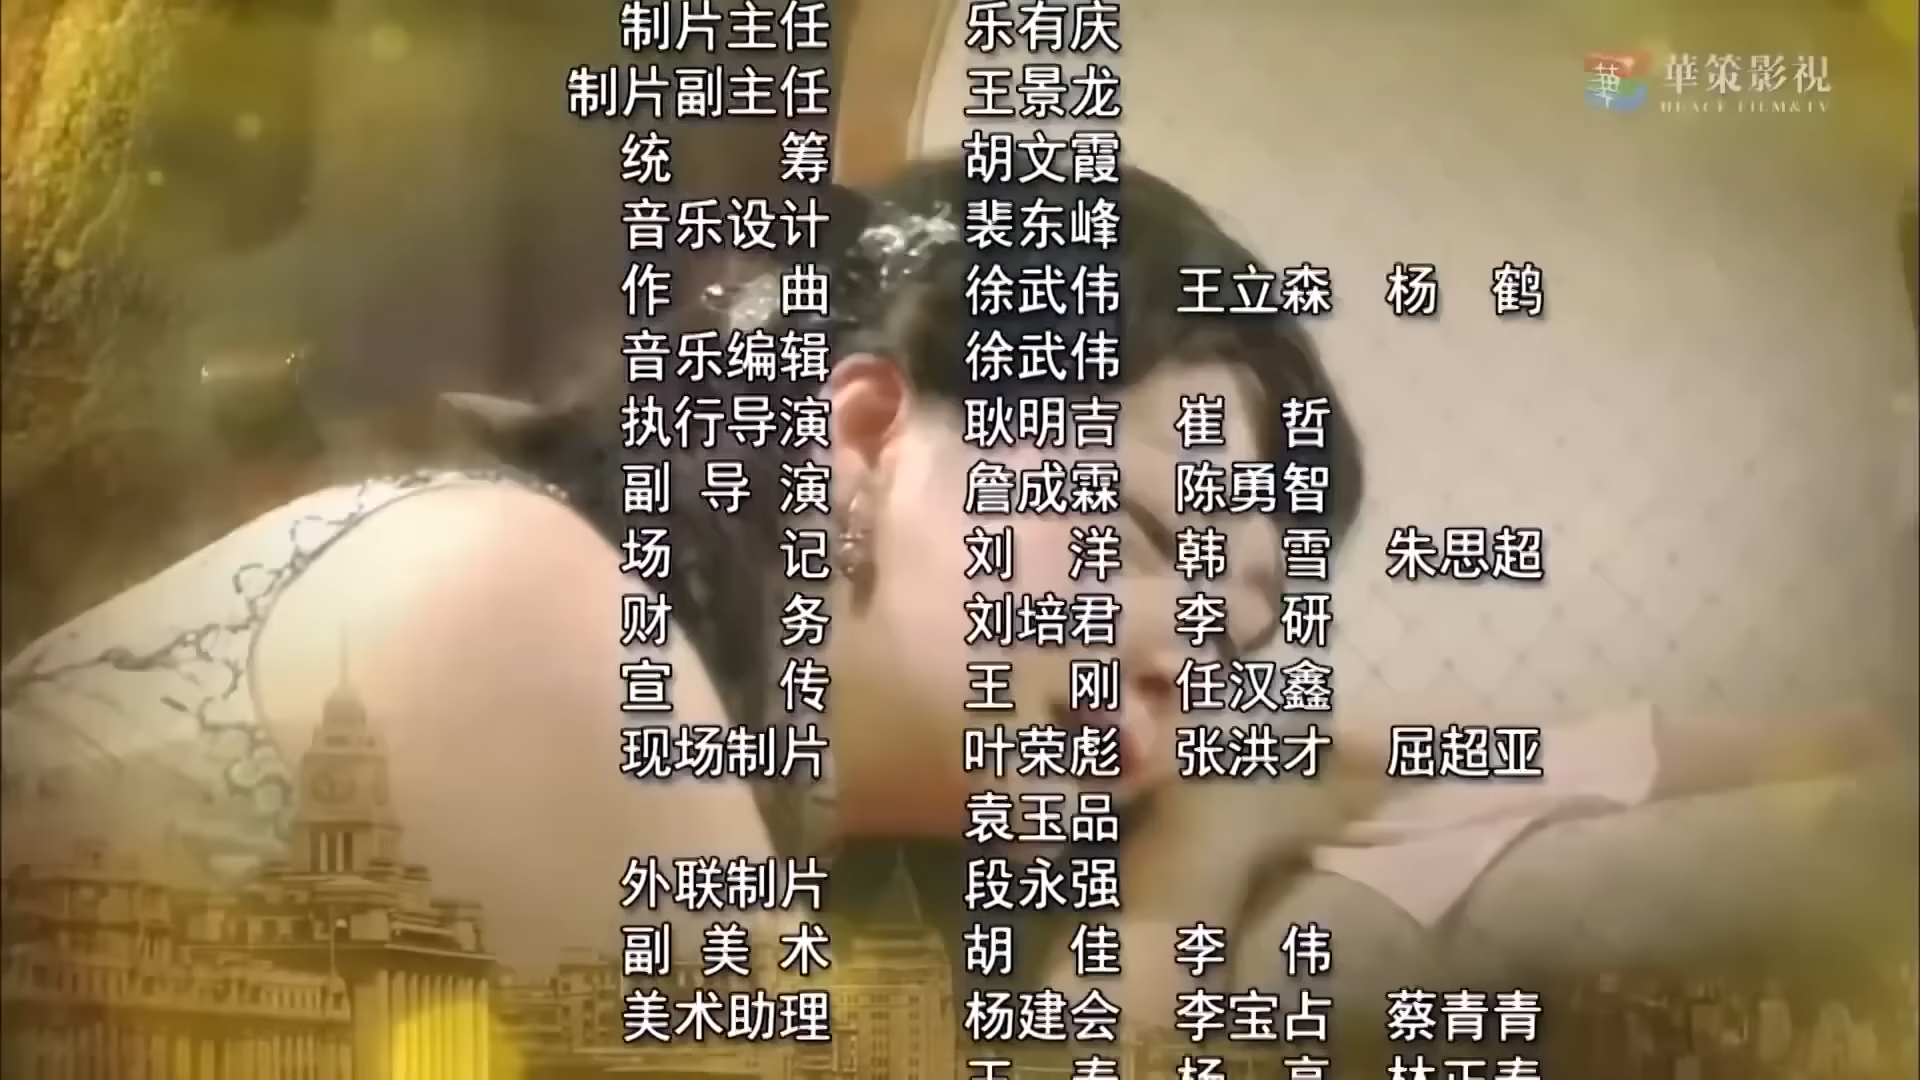 制片主任 乐有庆
華策影視
HUACE FILM&TV
制片副主任 王景龙
统筹 胡文霞
音乐设计 裴东峰
作曲 徐武伟 王立森 杨鹤
音乐编辑 徐武伟
执行导演 耿明吉 崔哲
副导演 詹成霖 陈勇智
场记 刘洋 韩雪 朱思超
财务 刘培君 李研
宣传 王刚 任汉鑫
现场制片 叶荣彪 张洪才 屈超亚
袁玉品
外联制片 段永强
副美术 胡佳 李伟
美术助理 杨建会 李宝占 蔡青青